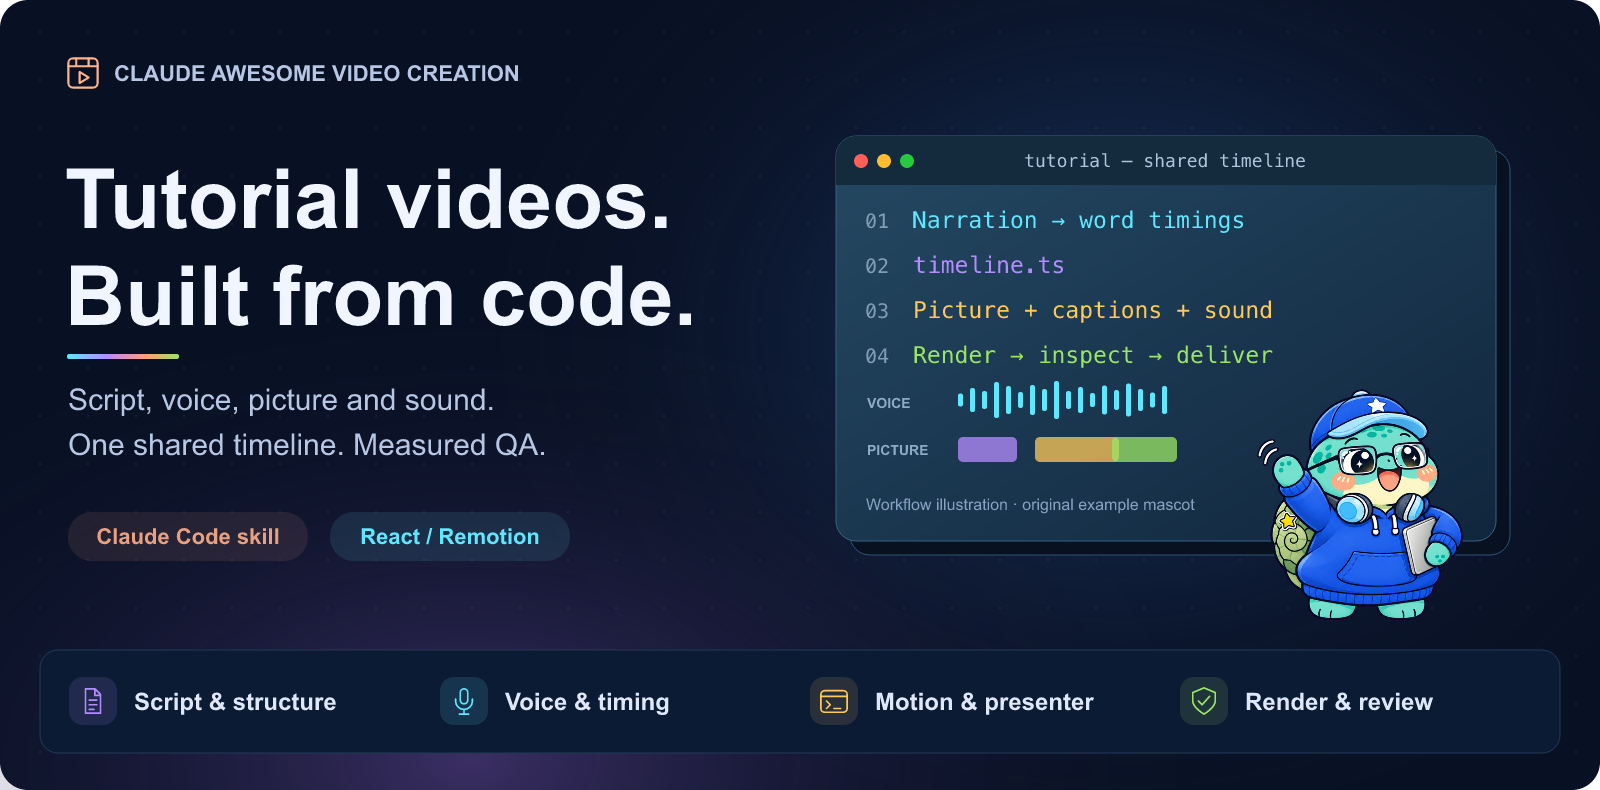 CLAUDE AWESOME VIDEO CREATION
Tutorial videos.
Built from code.
Script, voice, picture and sound.
One shared timeline. Measured QA.
Claude Code skill
React / Remotion
tutorial — shared timeline
01 Narration → word timings
02 timeline.ts
03 Picture + captions + sound
04 Render → inspect → deliver
VOICE
PICTURE
Workflow illustration · original example mascot
Script & structure
Voice & timing
Motion & presenter
Render & review